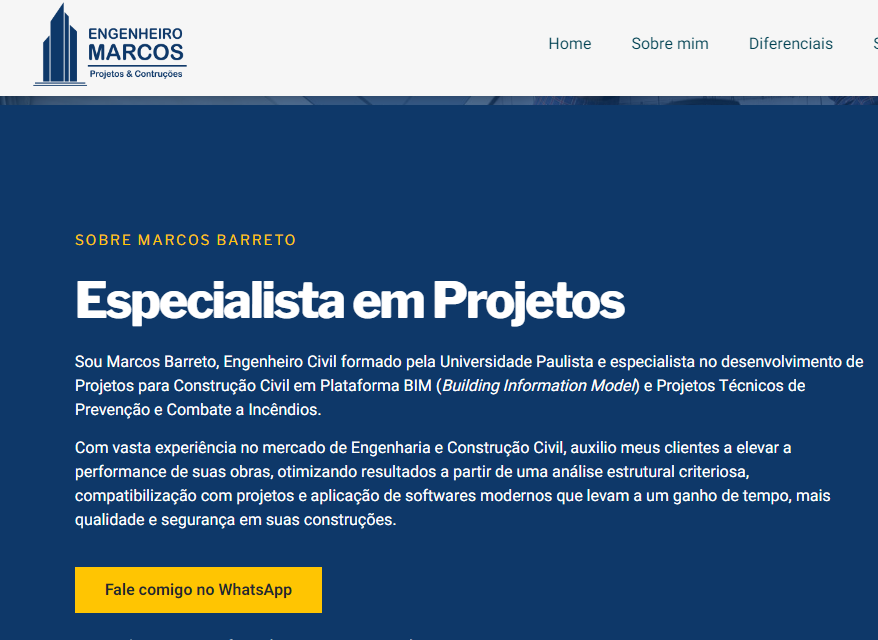 ENGENHEIRO
MARCOS
Projetos & Contruções
Home
Sobre mim
Diferenciais
SOBRE MARCOS BARRETO
Especialista em Projetos
Sou Marcos Barreto, Engenheiro Civil formado pela Universidade Paulista e especialista no desenvolvimento de
Projetos para Construção Civil em Plataforma BIM (Building Information Model) e Projetos Técnicos de
Prevenção e Combate a Incêndios.
Com vasta experiência no mercado de Engenharia e Construção Civil, auxilio meus clientes a elevar a
performance de suas obras, otimizando resultados a partir de uma análise estrutural criteriosa,
compatibilização com projetos e aplicação de softwares modernos que levam a um ganho de tempo, mais
qualidade e segurança em suas construções.
Fale comigo no WhatsApp